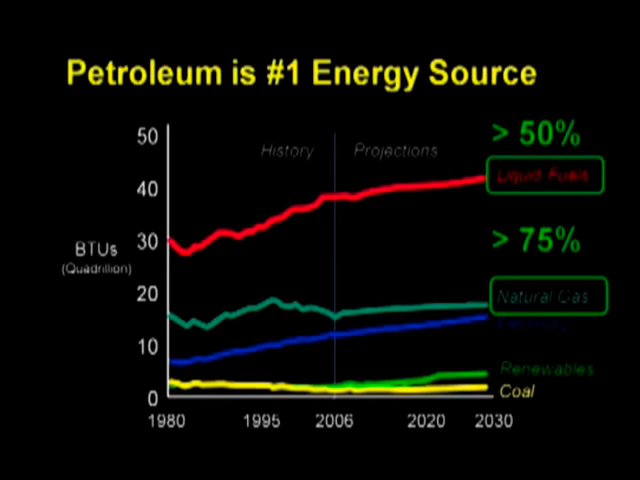 Petroleum is #1 Energy Source
> 50%
50
History
Projections
Liquid Fuels
40
> 75%
30
BTUs
(Quadrillion)
20
Natural Gas
10
Renewables
Coal
0
1980
1995
2006
2020
2030